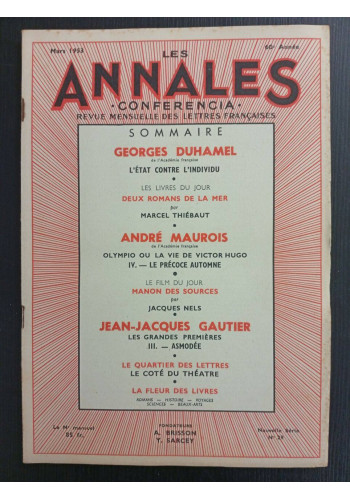 Mars 1953
60e Année
LES
ANNALES
· CONFERENCIA ·
REVUE MENSUELLE DES LETTRES FRANÇAISES
SOMMAIRE
GEORGES DUHAMEL
de l'Académie française
L'ÉTAT CONTRE L'INDIVIDU
LES LIVRES DU JOUR
DEUX ROMANS DE LA MER
par
MARCEL THIÉBAUT
ANDRÉ MAUROIS
de l'Académie française
OLYMPIO OU LA VIE DE VICTOR HUGO
IV. — LE PRÉCOCE AUTOMNE
LE FILM DU JOUR
MANON DES SOURCES
par
JACQUES NELS
JEAN-JACQUES GAUTIER
LES GRANDES PREMIÈRES
III. — ASMODÉE
LE QUARTIER DES LETTRES
LE COTÉ DU THÉATRE
LA FLEUR DES LIVRES
ROMANS — HISTOIRE — VOYAGES
SCIENCES — BEAUX-ARTS
Le No mensuel
85 fr.
FONDATEURS
A. BRISSON
T. SARCEY
Nouvelle Série
No 29